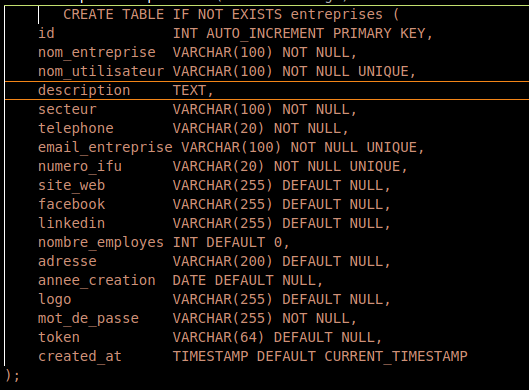 CREATE TABLE IF NOT EXISTS entreprises (
id INT AUTO_INCREMENT PRIMARY KEY,
nom_entreprise VARCHAR(100) NOT NULL,
nom_utilisateur VARCHAR(100) NOT NULL UNIQUE,
description TEXT,
secteur VARCHAR(100) NOT NULL,
telephone VARCHAR(20) NOT NULL,
email_entreprise VARCHAR(100) NOT NULL UNIQUE,
numero_ifu VARCHAR(20) NOT NULL UNIQUE,
site_web VARCHAR(255) DEFAULT NULL,
facebook VARCHAR(255) DEFAULT NULL,
linkedin VARCHAR(255) DEFAULT NULL,
nombre_employes INT DEFAULT 0,
adresse VARCHAR(200) DEFAULT NULL,
annee_creation DATE DEFAULT NULL,
logo VARCHAR(255) DEFAULT NULL,
mot_de_passe VARCHAR(255) NOT NULL,
token VARCHAR(64) DEFAULT NULL,
created_at TIMESTAMP DEFAULT CURRENT_TIMESTAMP
);